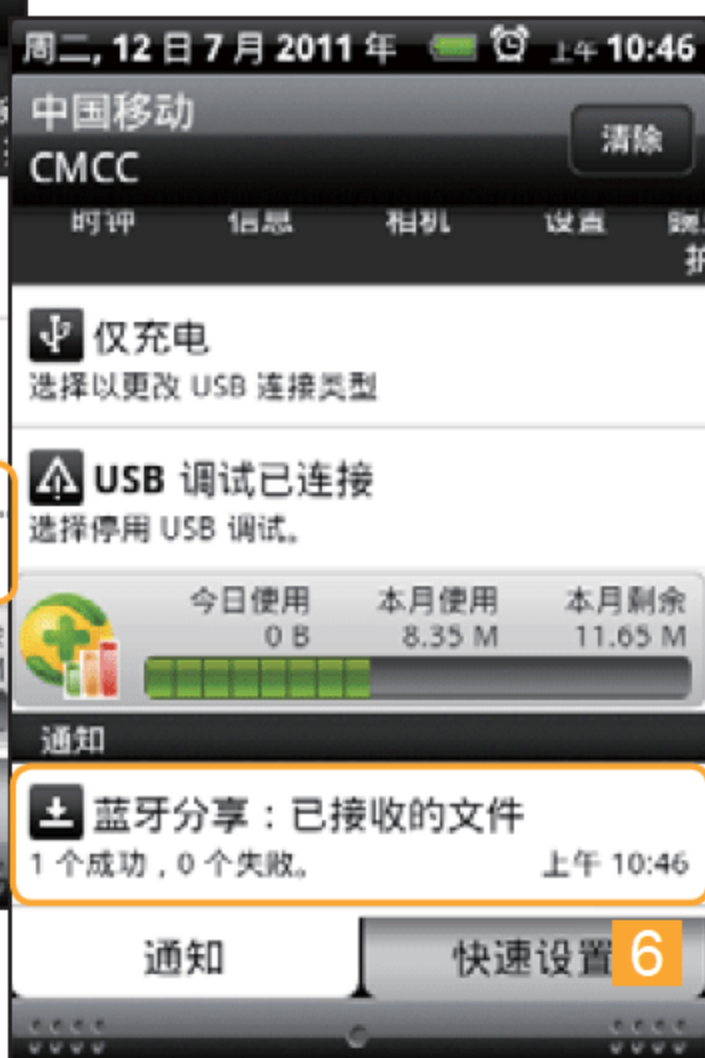 周二, 12 日 7 月 2011 年 上午 10:46
中国移动
清除
CMCC
时钟 信息 相机 设置
仅充电
选择以更改 USB 连接类型
USB 调试已连接
选择停用 USB 调试。
今日使用 本月使用 本月剩余
0 B 8.35 M 11.65 M
通知
蓝牙分享：已接收的文件
1 个成功，0 个失败。 上午 10:46
通知 快速设置 6